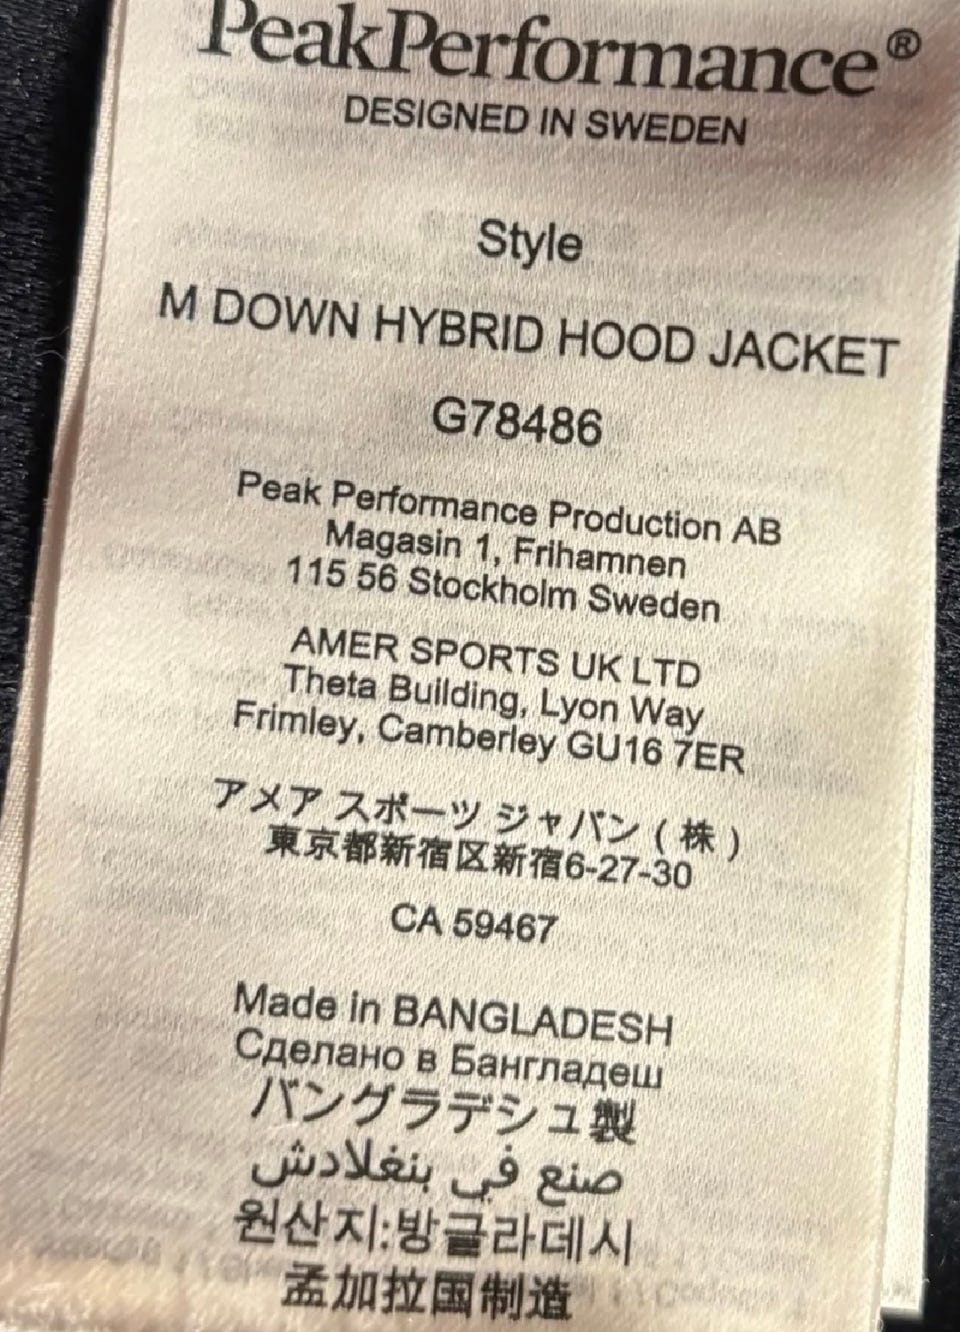 PeakPerformance®
DESIGNED IN SWEDEN
Style
M DOWN HYBRID HOOD JACKET
G78486
Peak Performance Production AB
Magasin 1, Frihamnen
115 56 Stockholm Sweden
AMER SPORTS UK LTD
Theta Building, Lyon Way
Frimley, Camberley GU16 7ER
アメア スポーツ ジャパン ( 株 )
東京都新宿区新宿6-27-30
CA 59467
Made in BANGLADESH
Сделано в Бангладеш
バングラデシュ製
صنع في بنغلادش
원산지:방글라데시
孟加拉国制造